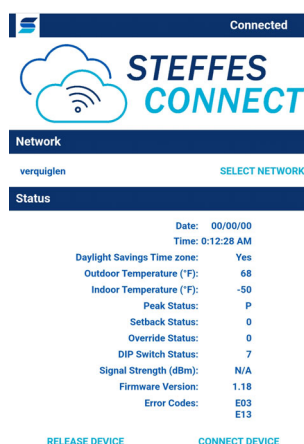 Connected
STEFFES
CONNECT
Network
verquiglen SELECT NETWORK
Status
Date: 00/00/00
Time: 0:12:28 AM
Daylight Savings Time zone: Yes
Outdoor Temperature (°F): 68
Indoor Temperature (°F): -50
Peak Status: P
Setback Status: 0
Override Status: 0
DIP Switch Status: 7
Signal Strength (dBm): N/A
Firmware Version: 1.18
Error Codes: E03
E13
RELEASE DEVICE CONNECT DEVICE